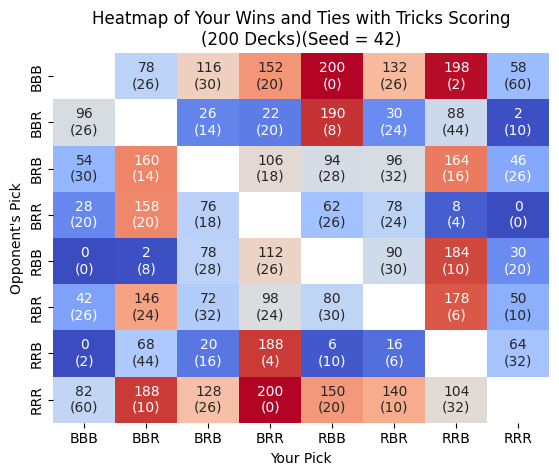 Heatmap of Your Wins and Ties with Tricks Scoring
(200 Decks)(Seed = 42)
Opponent's Pick
BBB 78 116 152 200 132 198 58
(26) (30) (20) (0) (26) (2) (60)
BBR 96 26 22 190 30 88 2
(26) (14) (20) (8) (24) (44) (10)
BRB 54 160 106 94 96 164 46
(30) (14) (18) (28) (32) (16) (26)
BRR 28 158 76 62 78 8 0
(20) (20) (18) (26) (24) (4) (0)
RBB 0 2 78 112 90 184 30
(0) (8) (28) (26) (30) (10) (20)
RBR 42 146 72 98 80 178 50
(26) (24) (32) (24) (30) (6) (10)
RRB 0 68 20 188 6 16 64
(2) (44) (16) (4) (10) (6) (32)
RRR 82 188 128 200 150 140 104
(60) (10) (26) (0) (20) (10) (32)
BBB BBR BRB BRR RBB RBR RRB RRR
Your Pick